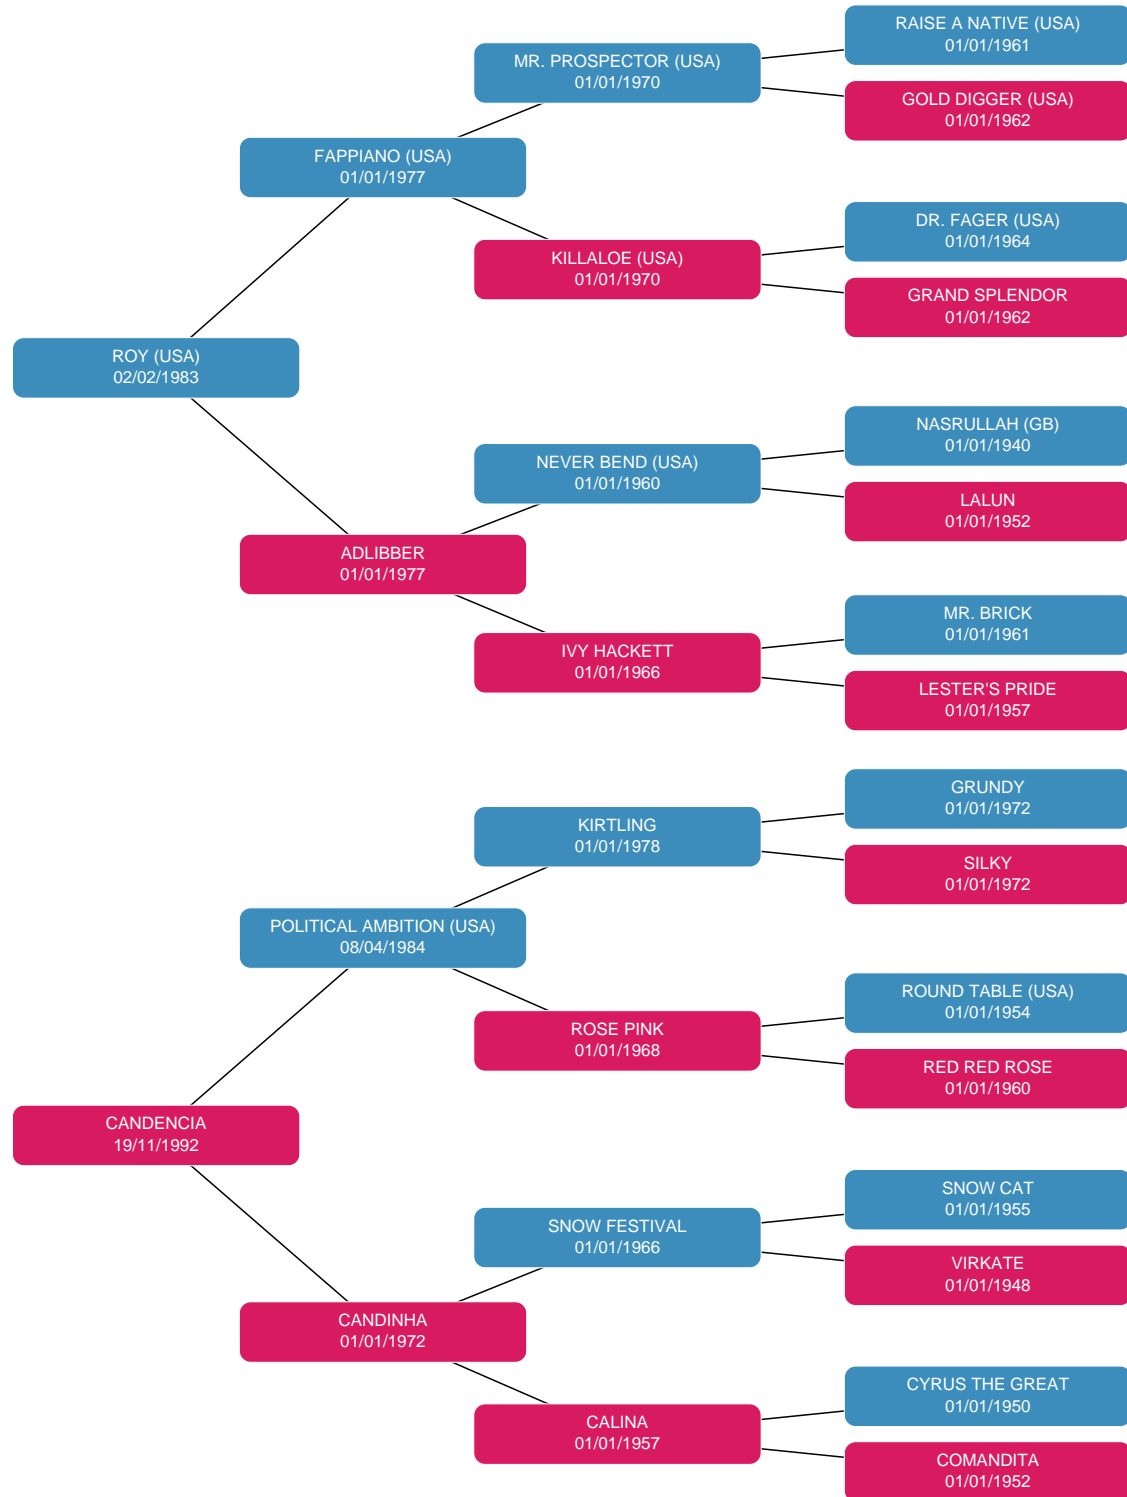 RAISE A NATIVE (USA)
01/01/1961
MR. PROSPECTOR (USA)
01/01/1970
GOLD DIGGER (USA)
01/01/1962
FAPPIANO (USA)
01/01/1977
DR. FAGER (USA)
01/01/1964
KILLALOE (USA)
01/01/1970
GRAND SPLENDOR
01/01/1962
ROY (USA)
02/02/1983
NASRULLAH (GB)
01/01/1940
NEVER BEND (USA)
01/01/1960
LALUN
01/01/1952
ADLIBBER
01/01/1977
MR. BRICK
01/01/1961
IVY HACKETT
01/01/1966
LESTER'S PRIDE
01/01/1957
GRUNDY
01/01/1972
KIRTLING
01/01/1978
SILKY
01/01/1972
POLITICAL AMBITION (USA)
08/04/1984
ROUND TABLE (USA)
01/01/1954
ROSE PINK
01/01/1968
RED RED ROSE
01/01/1960
CANDENCIA
19/11/1992
SNOW CAT
01/01/1955
SNOW FESTIVAL
01/01/1966
VIRKATE
01/01/1948
CANDINHA
01/01/1972
CYRUS THE GREAT
01/01/1950
CALINA
01/01/1957
COMANDITA
01/01/1952